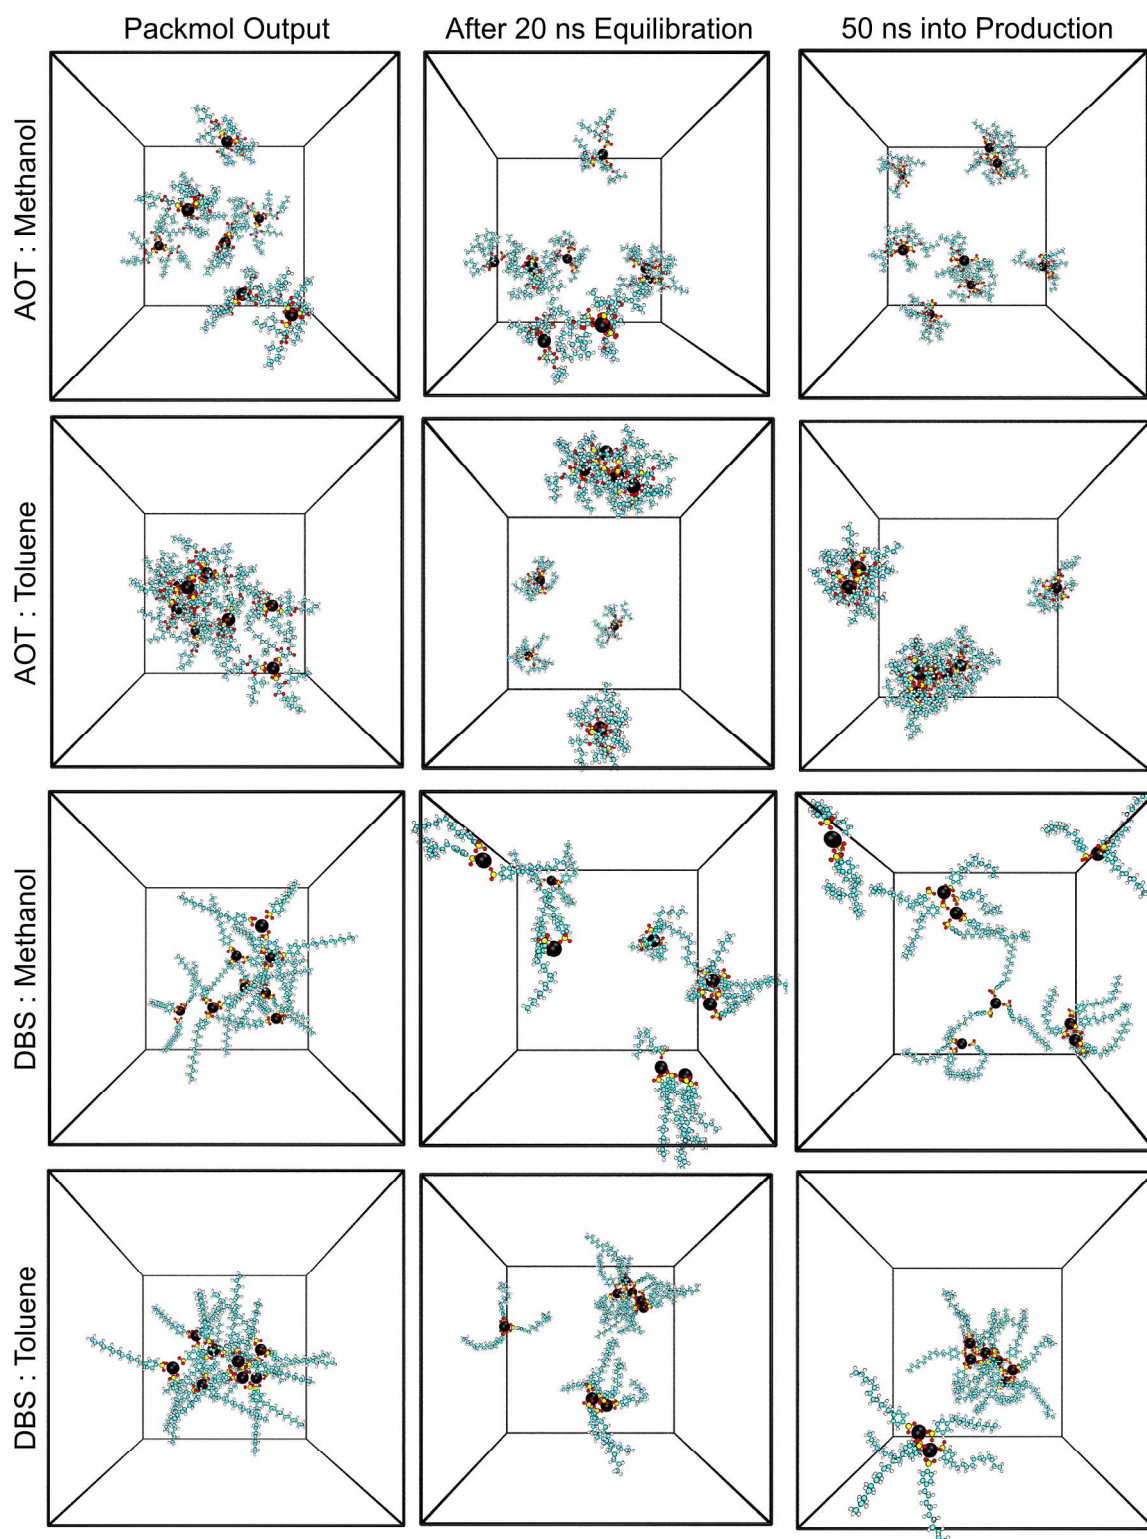 Packmol Output
After 20 ns Equilibration
50 ns into Production
AOT : Methanol
AOT : Toluene
DBS : Methanol
DBS : Toluene